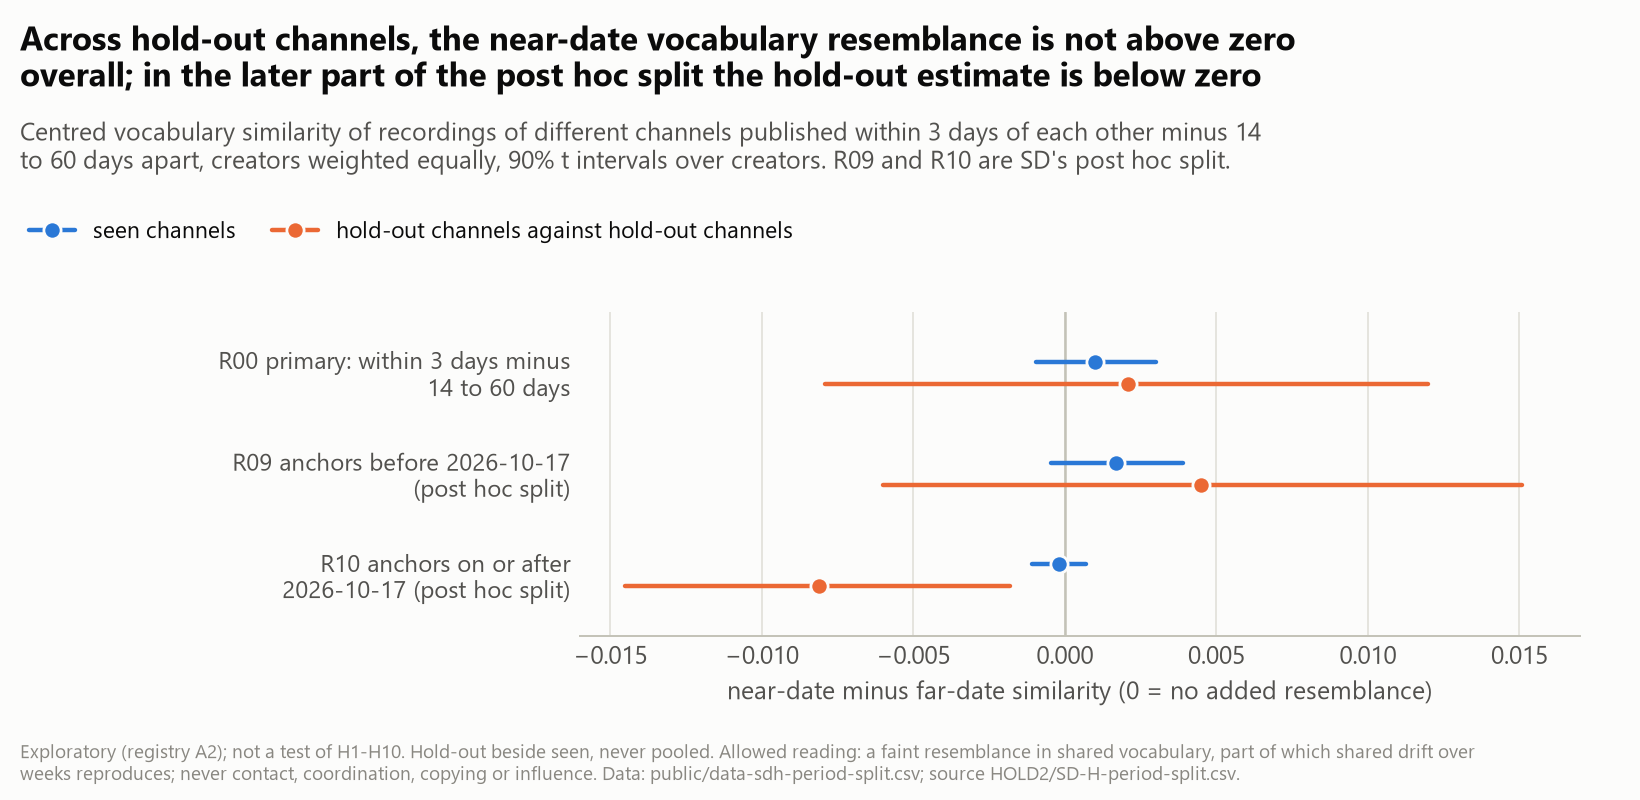 Across hold-out channels, the near-date vocabulary resemblance is not above zero
overall; in the later part of the post hoc split the hold-out estimate is below zero
Centred vocabulary similarity of recordings of different channels published within 3 days of each other minus 14
to 60 days apart, creators weighted equally, 90% t intervals over creators. R09 and R10 are SD's post hoc split.
seen channels
hold-out channels against hold-out channels
R00 primary: within 3 days minus
14 to 60 days
R09 anchors before 2026-10-17
(post hoc split)
R10 anchors on or after
2026-10-17 (post hoc split)
−0.015 −0.010 −0.005 0.000 0.005 0.010 0.015
near-date minus far-date similarity (0 = no added resemblance)
Exploratory (registry A2); not a test of H1-H10. Hold-out beside seen, never pooled. Allowed reading: a faint resemblance in shared vocabulary, part of which shared drift over
weeks reproduces; never contact, coordination, copying or influence. Data: public/data-sdh-period-split.csv; source HOLD2/SD-H-period-split.csv.